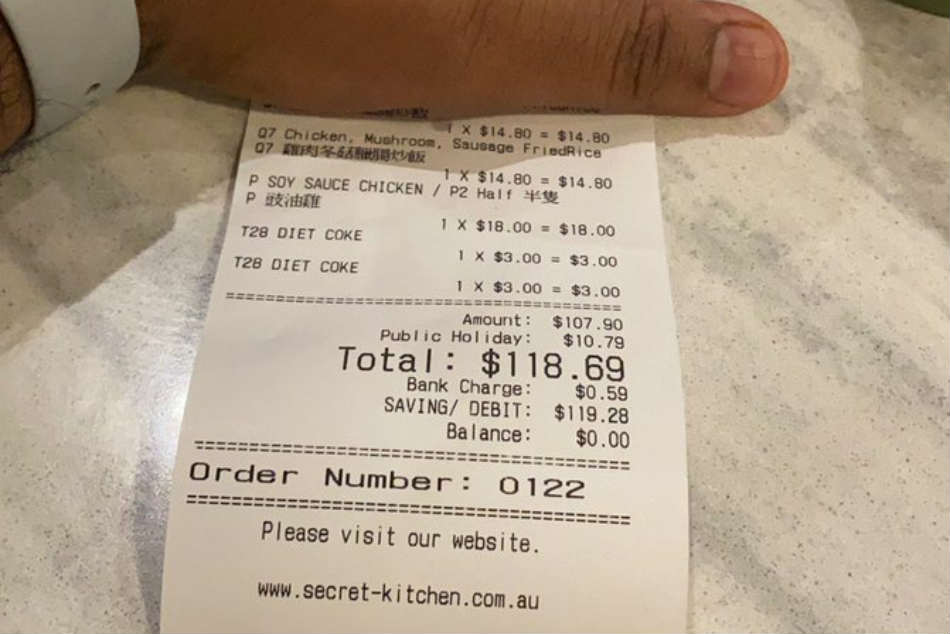 1 X $14.80 = $14.80
Q7 Chicken, Mushroom, Sausage FriedRice
Q7 雞肉冬菇臘腸炒飯
1 X $14.80 = $14.80
P SOY SAUCE CHICKEN / P2 Half 半隻
P 豉油雞
1 X $18.00 = $18.00
T28 DIET COKE
1 X $3.00 = $3.00
T28 DIET COKE
1 X $3.00 = $3.00
Amount: $107.90
Public Holiday: $10.79
Total: $118.69
Bank Charge: $0.59
SAVING/ DEBIT: $119.28
Balance: $0.00
Order Number: 0122
Please visit our website.
www.secret-kitchen.com.au